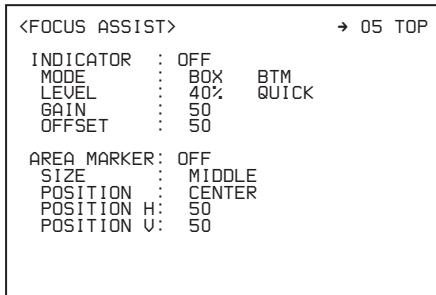 <FOCUS ASSIST> → 05 TOP
INDICATOR : OFF
MODE : BOX BTM
LEVEL : 40% QUICK
GAIN : 50
OFFSET : 50
AREA MARKER: OFF
SIZE : MIDDLE
POSITION : CENTER
POSITION H: 50
POSITION V: 50